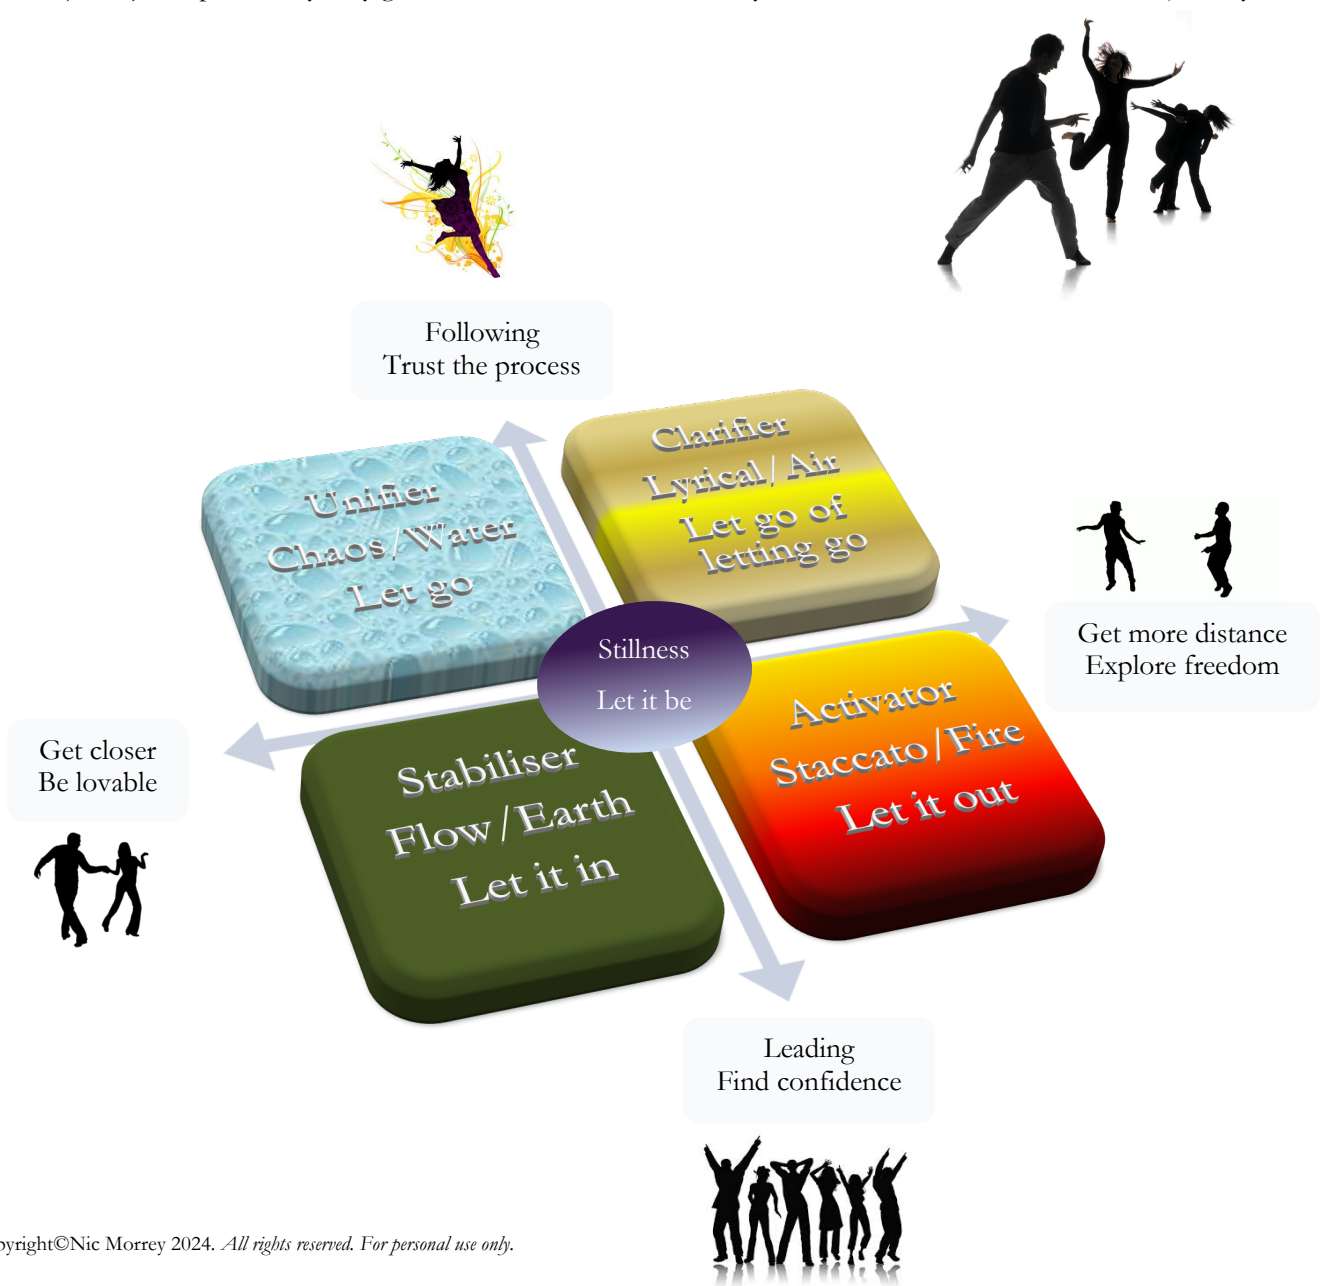 Following
Trust the process
Clarifier
Lyrical/Air
Let go of
letting go
Unifier
Chaos/Water
Let go
Stillness
Let it be
Get more distance
Explore freedom
Activator
Staccato/Fire
Let it out
Get closer
Be lovable
Stabiliser
Flow/Earth
Let it in
Leading
Find confidence
pyright©Nic Morrey 2024. All rights reserved. For personal use only.